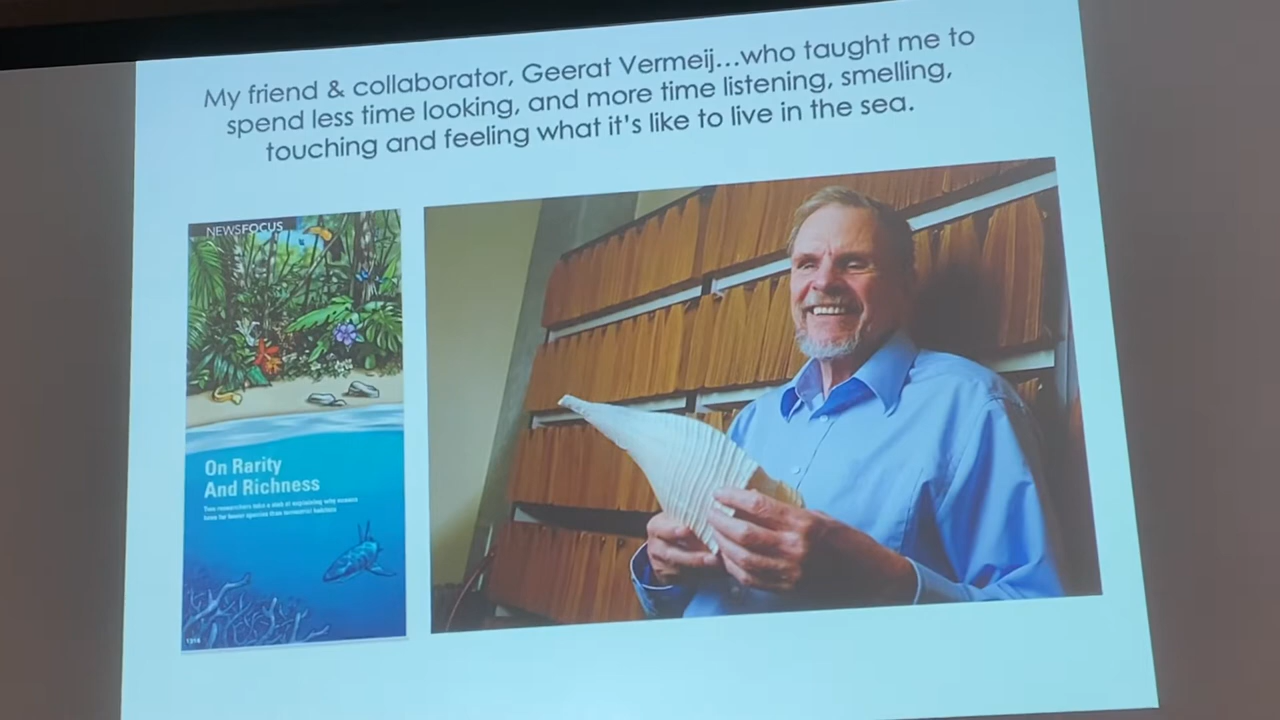 My friend & collaborator, Geerat Vermeij...who taught me to
spend less time looking, and more time listening, smelling,
touching and feeling what it's like to live in the sea.
NEWSFOCUS
On Rarity
And Richness
Two researchers take a stab at explaining why oceans
have far fewer species than terrestrial habitats